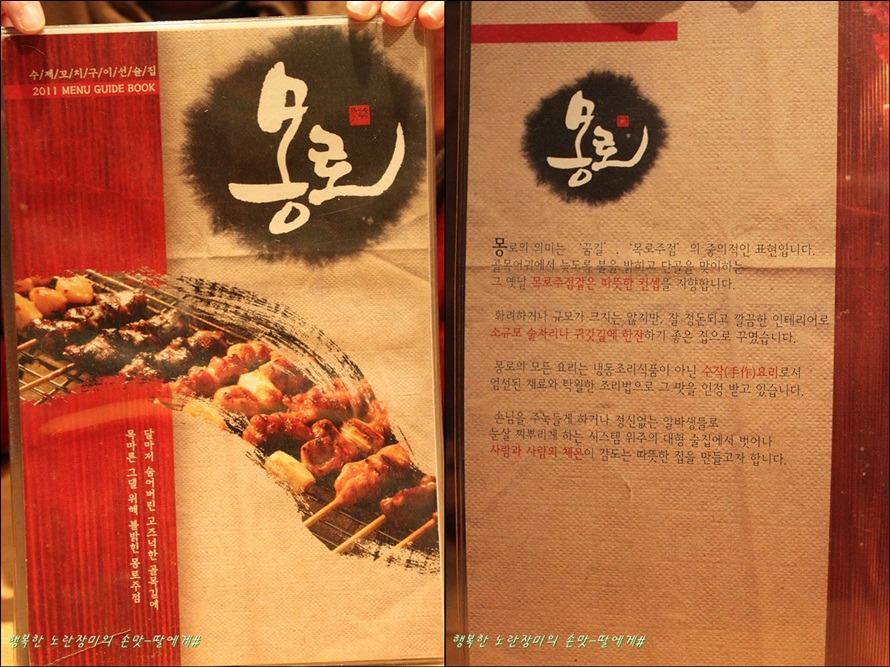 수/제/꼬/치/구/이/선/술/집
2011 MENU GUIDE BOOK
몽로
달마저 숨어버린 고즈넉한 골목길에
목마른 그댈 위해 불밝힌 몽로주점
행복한 노란장미의 손맛-딸에게#
몽로
몽로의 의미는 '꿈길', '목로주점' 의 중의적인 표현입니다.
골목어귀에서 늦도록 불을 밝히고 단골을 맞이하는
그 옛날 목로주점같은 따뜻한 컨셉을 지향합니다.
화려하거나 규모가 크지는 않지만, 잘 정돈되고 깔끔한 인테리어로
소규모 술자리나 귀갓길에 한잔하기 좋은 집으로 꾸몄습니다.
몽로의 모든 요리는 냉동조리식품이 아닌 수작(手作)요리로서
엄선된 재료와 탁월한 조리법으로 그 맛을 인정 받고 있습니다.
손님을 주눅들게 하거나 정신없는 알바생들로
눈살 찌뿌리게 하는 시스템 위주의 대형 술집에서 벗어나
사람과 사람의 체온이 감도는 따뜻한 집을 만들고자 합니다.
행복한 노란장미의 손맛-딸에게#